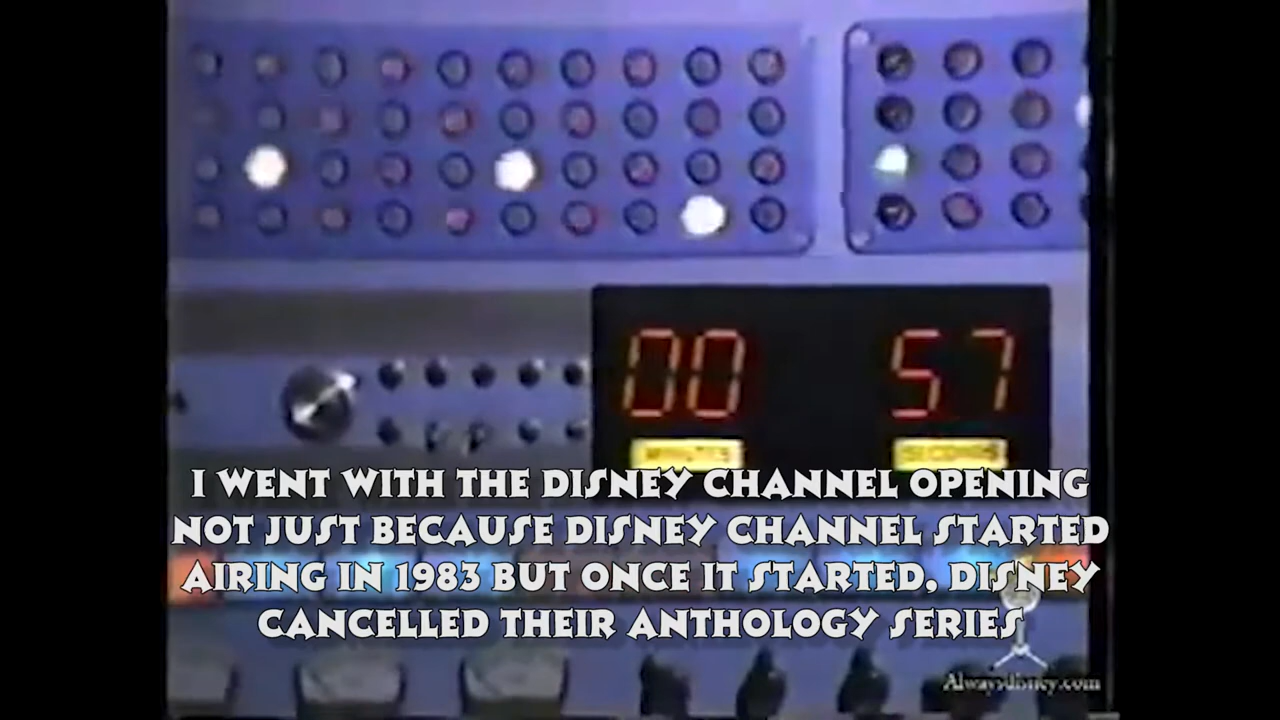 00 57
MINUTES SECONDS
I WENT WITH THE DISNEY CHANNEL OPENING
NOT JUST BECAUSE DISNEY CHANNEL STARTED
AIRING IN 1983 BUT ONCE IT STARTED, DISNEY
CANCELLED THEIR ANTHOLOGY SERIES
Alwaysdisney.com